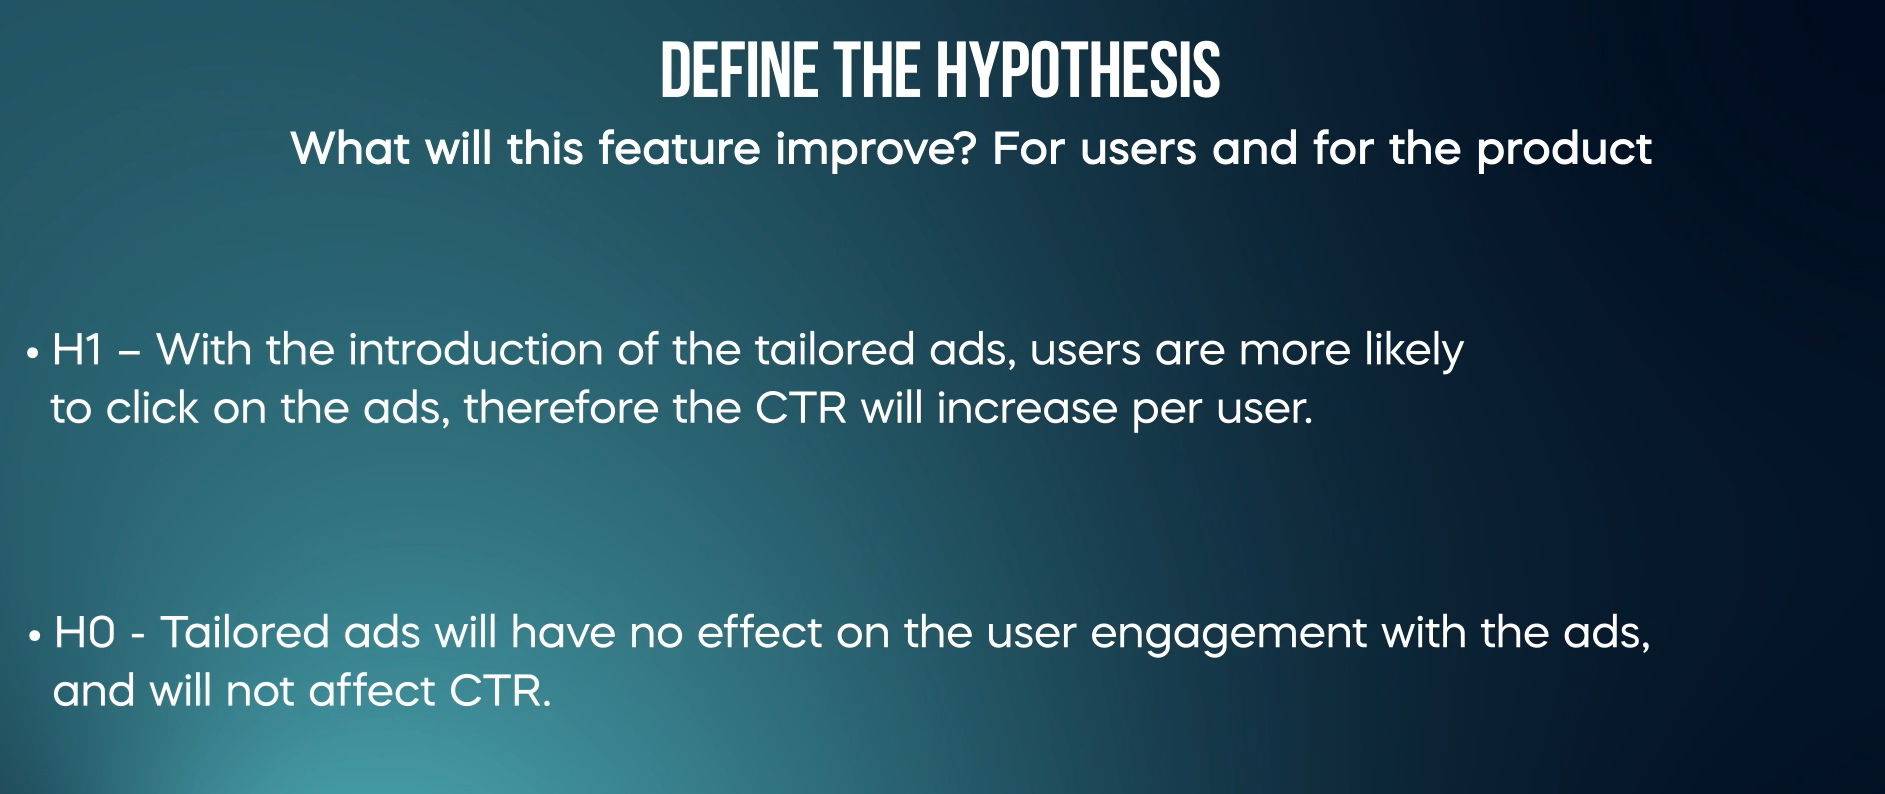 DEFINE THE HYPOTHESIS
What will this feature improve? For users and for the product
• H1 – With the introduction of the tailored ads, users are more likely
to click on the ads, therefore the CTR will increase per user.
• H0 - Tailored ads will have no effect on the user engagement with the ads,
and will not affect CTR.